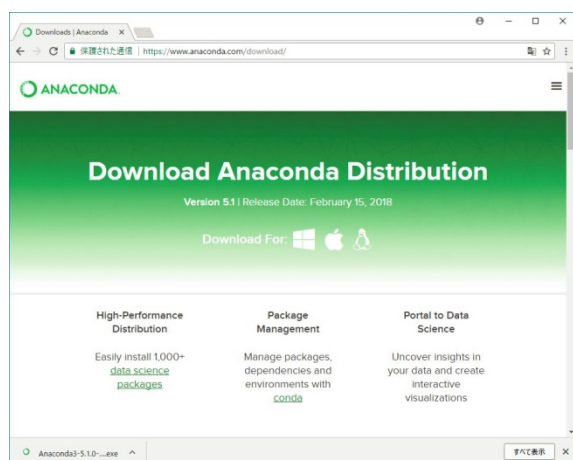 Downloads | Anaconda
保護された通信 | https://www.anaconda.com/download/
ANACONDA.
Download Anaconda Distribution
Version 5.1 | Release Date: February 15, 2018
Download For:
High-Performance
Distribution
Easily install 1,000+
data science
packages
Package
Management
Manage packages,
dependencies and
environments with
conda
Portal to Data
Science
Uncover insights in
your data and create
interactive
visualizations
Anaconda3-5.1.0-....exe
すべて表示